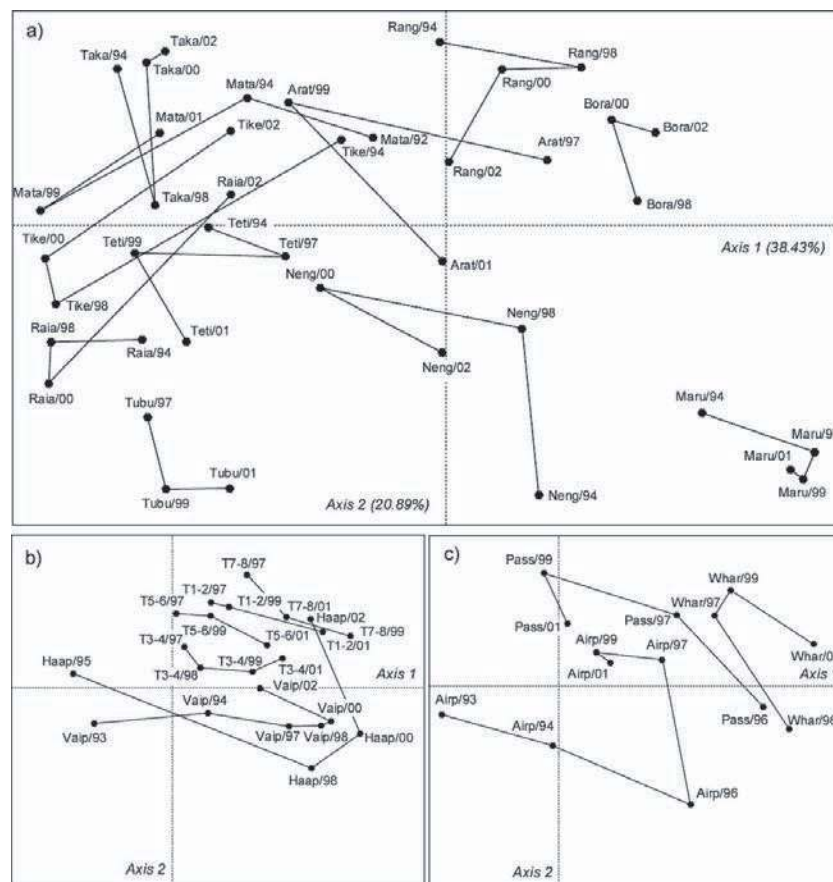 a)
Taka/94
Taka/02
Taka/00
Mata/94
Arat/99
Rang/94
Rang/98
Rang/00
Bora/00
Bora/02
Mata/01
Tike/02
Tike/94
Mata/92
Arat/97
Rang/02
Mata/99
Taka/98
Raia/02
Bora/98
Tike/00
Teti/99
Teti/94
Teti/97
Axis 1 (38.43%)
Neng/00
Arat/01
Tike/98
Raia/98
Raia/94
Teti/01
Neng/98
Neng/02
Raia/00
Tubu/97
Maru/94
Maru/01
Maru/99
Tubu/99
Tubu/01
Axis 2 (20.89%)
Neng/94
b)
T7-8/97
T1-2/97
T1-2/99
T7-8/01
Haap/02
T5-6/97
T5-6/99
T5-6/01
T1-2/01
T7-8/99
T3-4/97
T3-4/98
T3-4/99
T3-4/01
Haap/95
Axis 1
Vaip/02
Vaip/94
Vaip/00
Vaip/93
Vaip/97
Vaip/98
Haap/00
Haap/98
Axis 2
c)
Pass/99
Whar/99
Pass/97
Whar/97
Pass/01
Airp/99
Airp/97
Airp/01
Airp/93
Airp/94
Pass/96
Airp/96
Axis 2